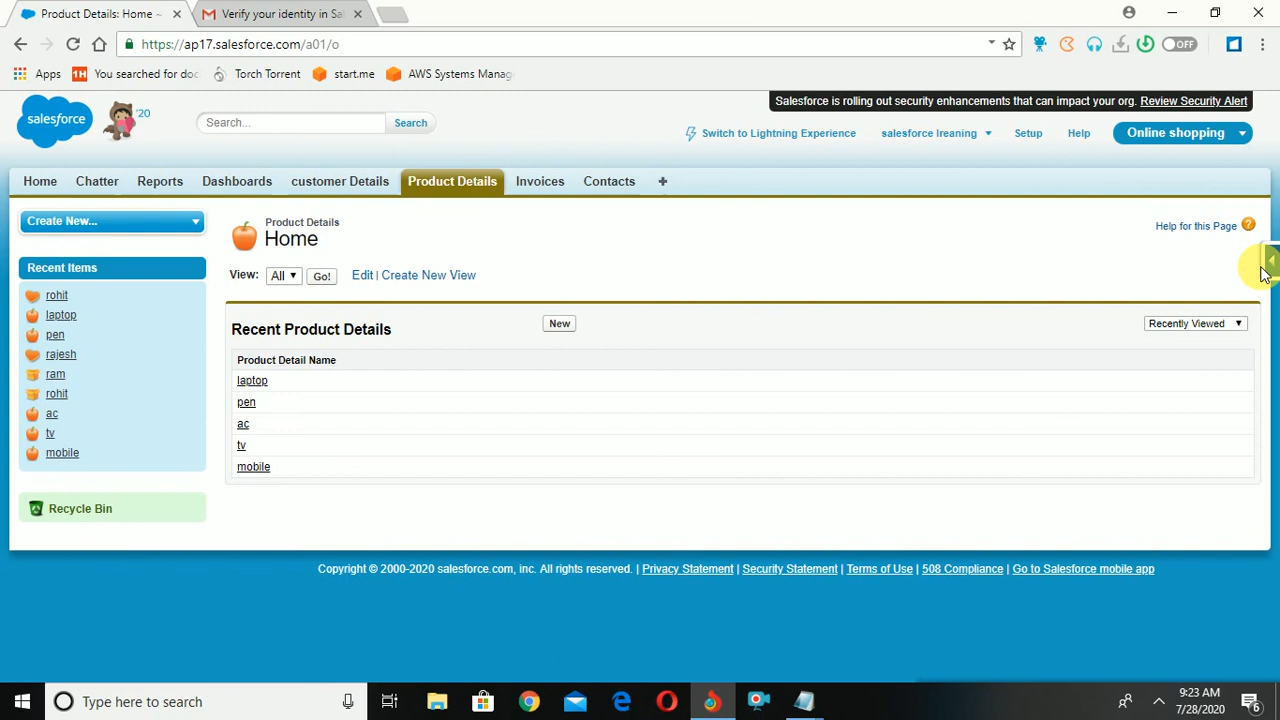 Product Details: Home ~
Verify your identity in Sal
https://ap17.salesforce.com/a01/o
OFF
Apps
1H
You searched for doc
Torch Torrent
start.me
AWS Systems Manag
Salesforce is rolling out security enhancements that can impact your org. Review Security Alert
salesforce
'20
Search...
Search
Switch to Lightning Experience
salesforce lreaning
Setup
Help
Online shopping
Home
Chatter
Reports
Dashboards
customer Details
Product Details
Invoices
Contacts
+
Create New...
Recent Items
rohit
laptop
pen
rajesh
ram
rohit
ac
tv
mobile
Recycle Bin
Product Details
Home
Help for this Page ?
View: All Go! Edit | Create New View
Recent Product Details
New
Recently Viewed
Product Detail Name
laptop
pen
ac
tv
mobile
Copyright © 2000-2020 salesforce.com, inc. All rights reserved. | Privacy Statement | Security Statement | Terms of Use | 508 Compliance | Go to Salesforce mobile app
Type here to search
9:23 AM
7/28/2020
6